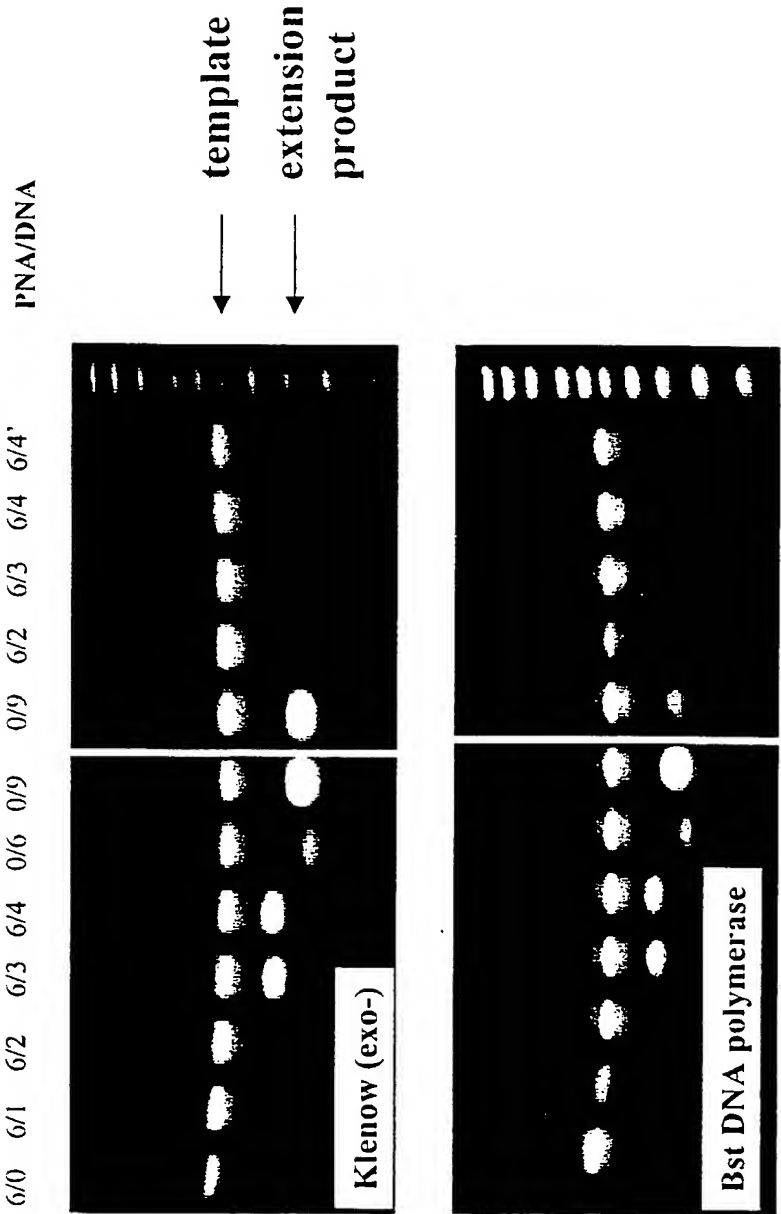 6/0 6/1 6/2 6/3 6/4 0/6 0/9 0/9 6/2 6/3 6/4 6/4' PNA/DNA
template
extension
product
Klenow (exo-)
Bst DNA polymerase